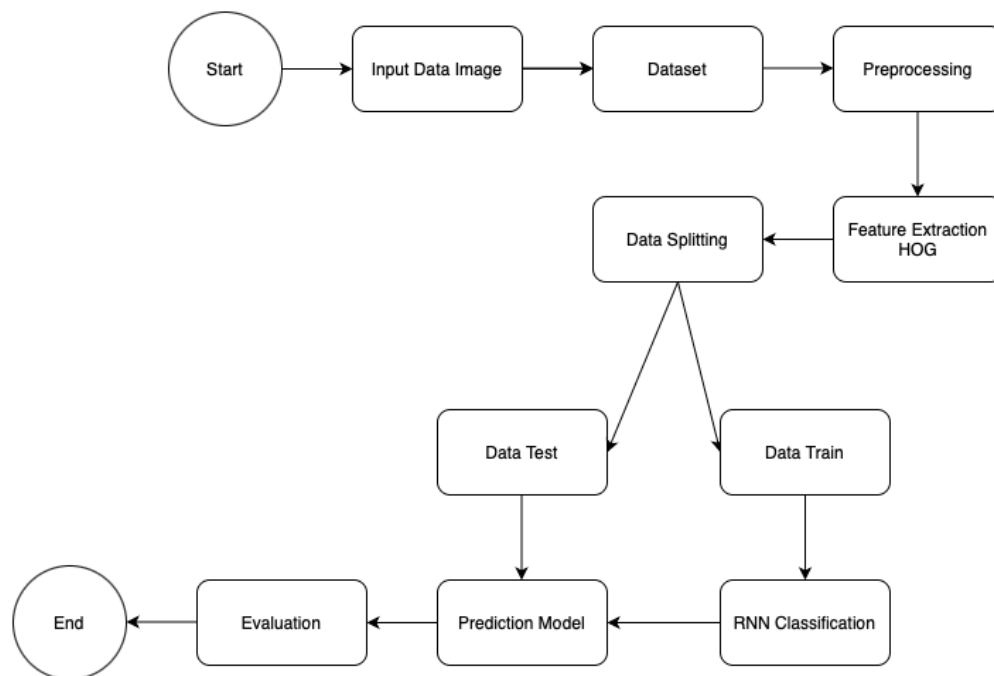 Start
Input Data Image
Dataset
Preprocessing
Feature Extraction
HOG
Data Splitting
Data Test
Data Train
RNN Classification
Prediction Model
Evaluation
End